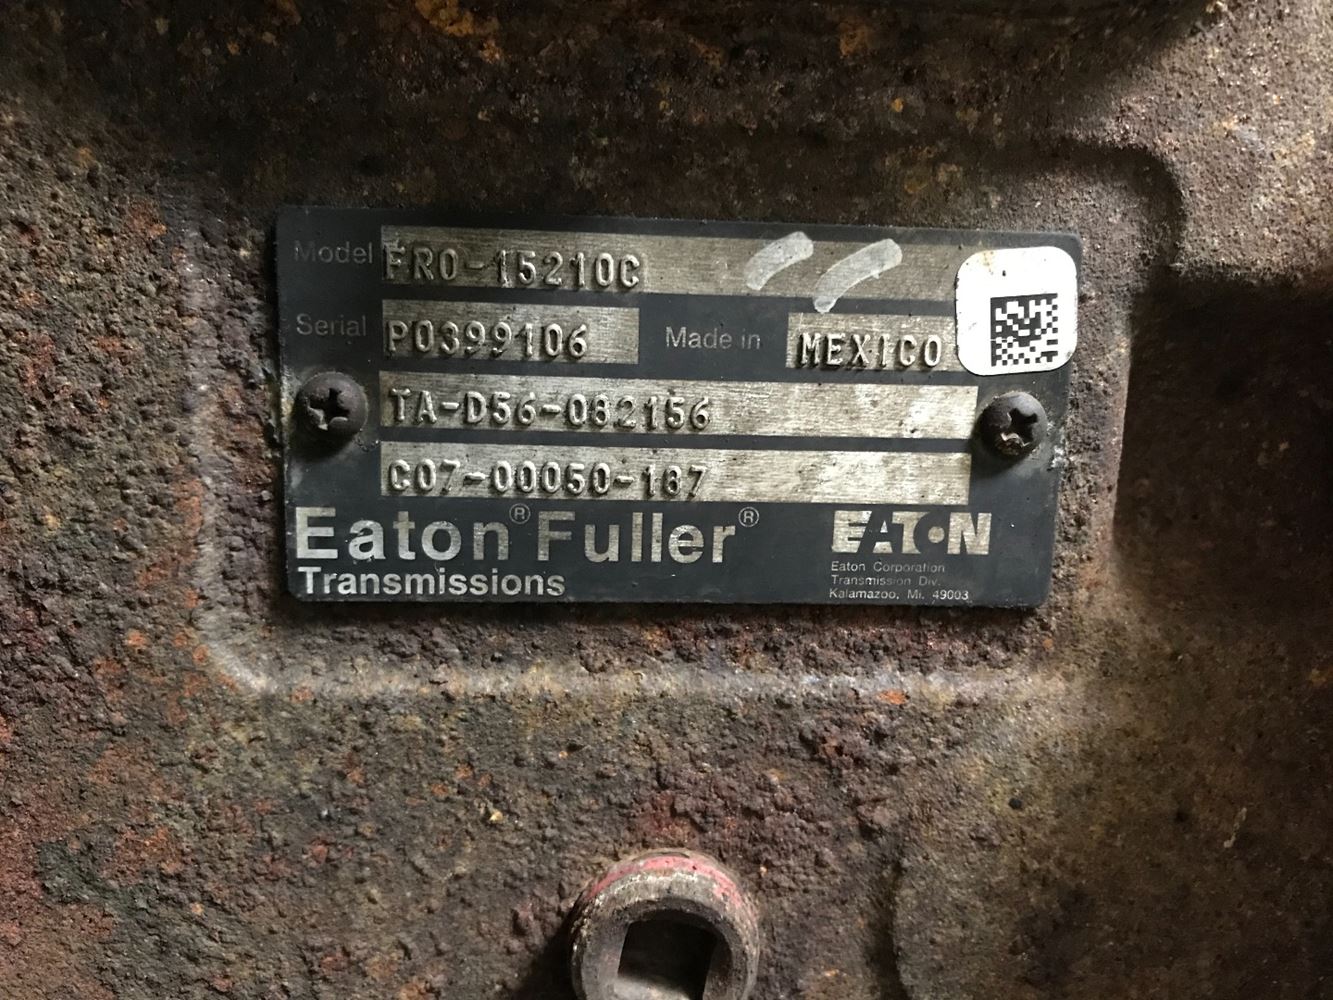 Model FRO-15210C
Serial P0399106 Made in MEXICO
TA-D56-082156
C07-00050-187
Eaton® Fuller®
Transmissions
EATON
Eaton Corporation
Transmission Div.
Kalamazoo, Mi. 49003